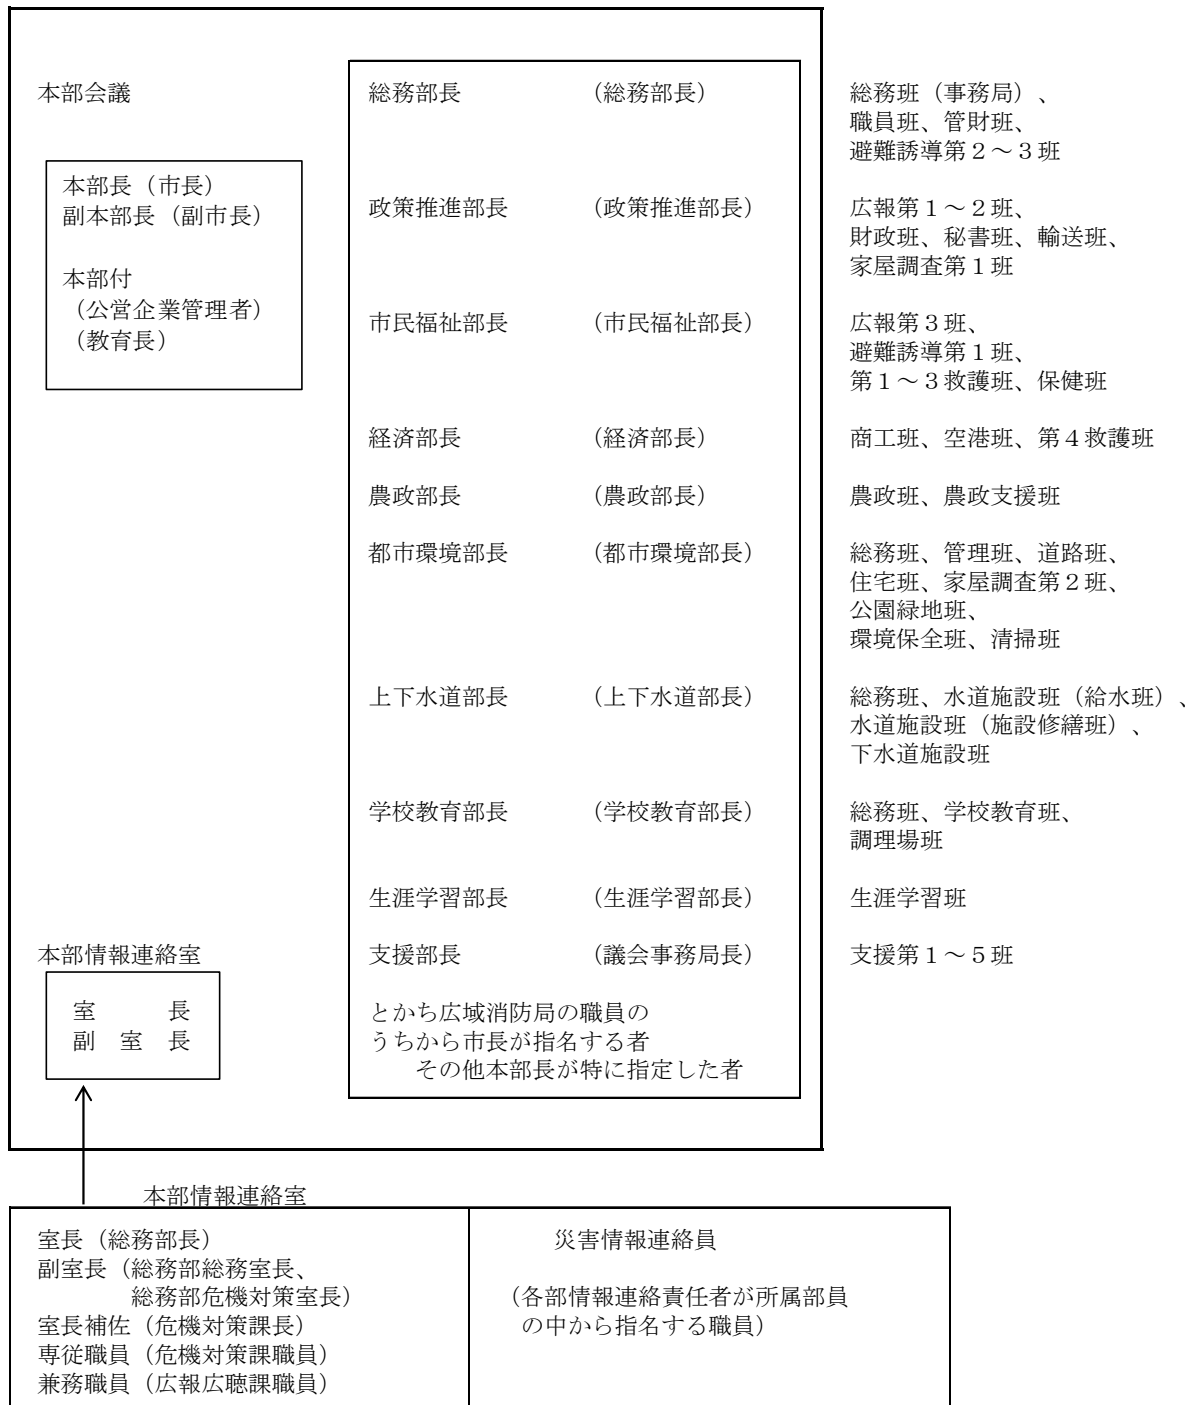 本部会議
本部長（市長）
副本部長（副市長）
本部付
（公営企業管理者）
（教育長）
総務部長 （総務部長） 総務班（事務局）、
職員班、管財班、
避難誘導第２～３班
政策推進部長 （政策推進部長） 広報第１～２班、
財政班、秘書班、輸送班、
家屋調査第１班
市民福祉部長 （市民福祉部長） 広報第３班、
避難誘導第１班、
第１～３救護班、保健班
経済部長 （経済部長） 商工班、空港班、第４救護班
農政部長 （農政部長） 農政班、農政支援班
都市環境部長 （都市環境部長） 総務班、管理班、道路班、
住宅班、家屋調査第２班、
公園緑地班、
環境保全班、清掃班
上下水道部長 （上下水道部長） 総務班、水道施設班（給水班）、
水道施設班（施設修繕班）、
下水道施設班
学校教育部長 （学校教育部長） 総務班、学校教育班、
調理場班
生涯学習部長 （生涯学習部長） 生涯学習班
支援部長 （議会事務局長） 支援第１～５班
とかち広域消防局の職員の
うちから市長が指名する者
その他本部長が特に指定した者
本部情報連絡室
室　　　長
副　室　長
本部情報連絡室
室長（総務部長）
副室長（総務部総務室長、
総務部危機対策室長）
室長補佐（危機対策課長）
専従職員（危機対策課職員）
兼務職員（広報広聴課職員）
災害情報連絡員
（各部情報連絡責任者が所属部員
の中から指名する職員）